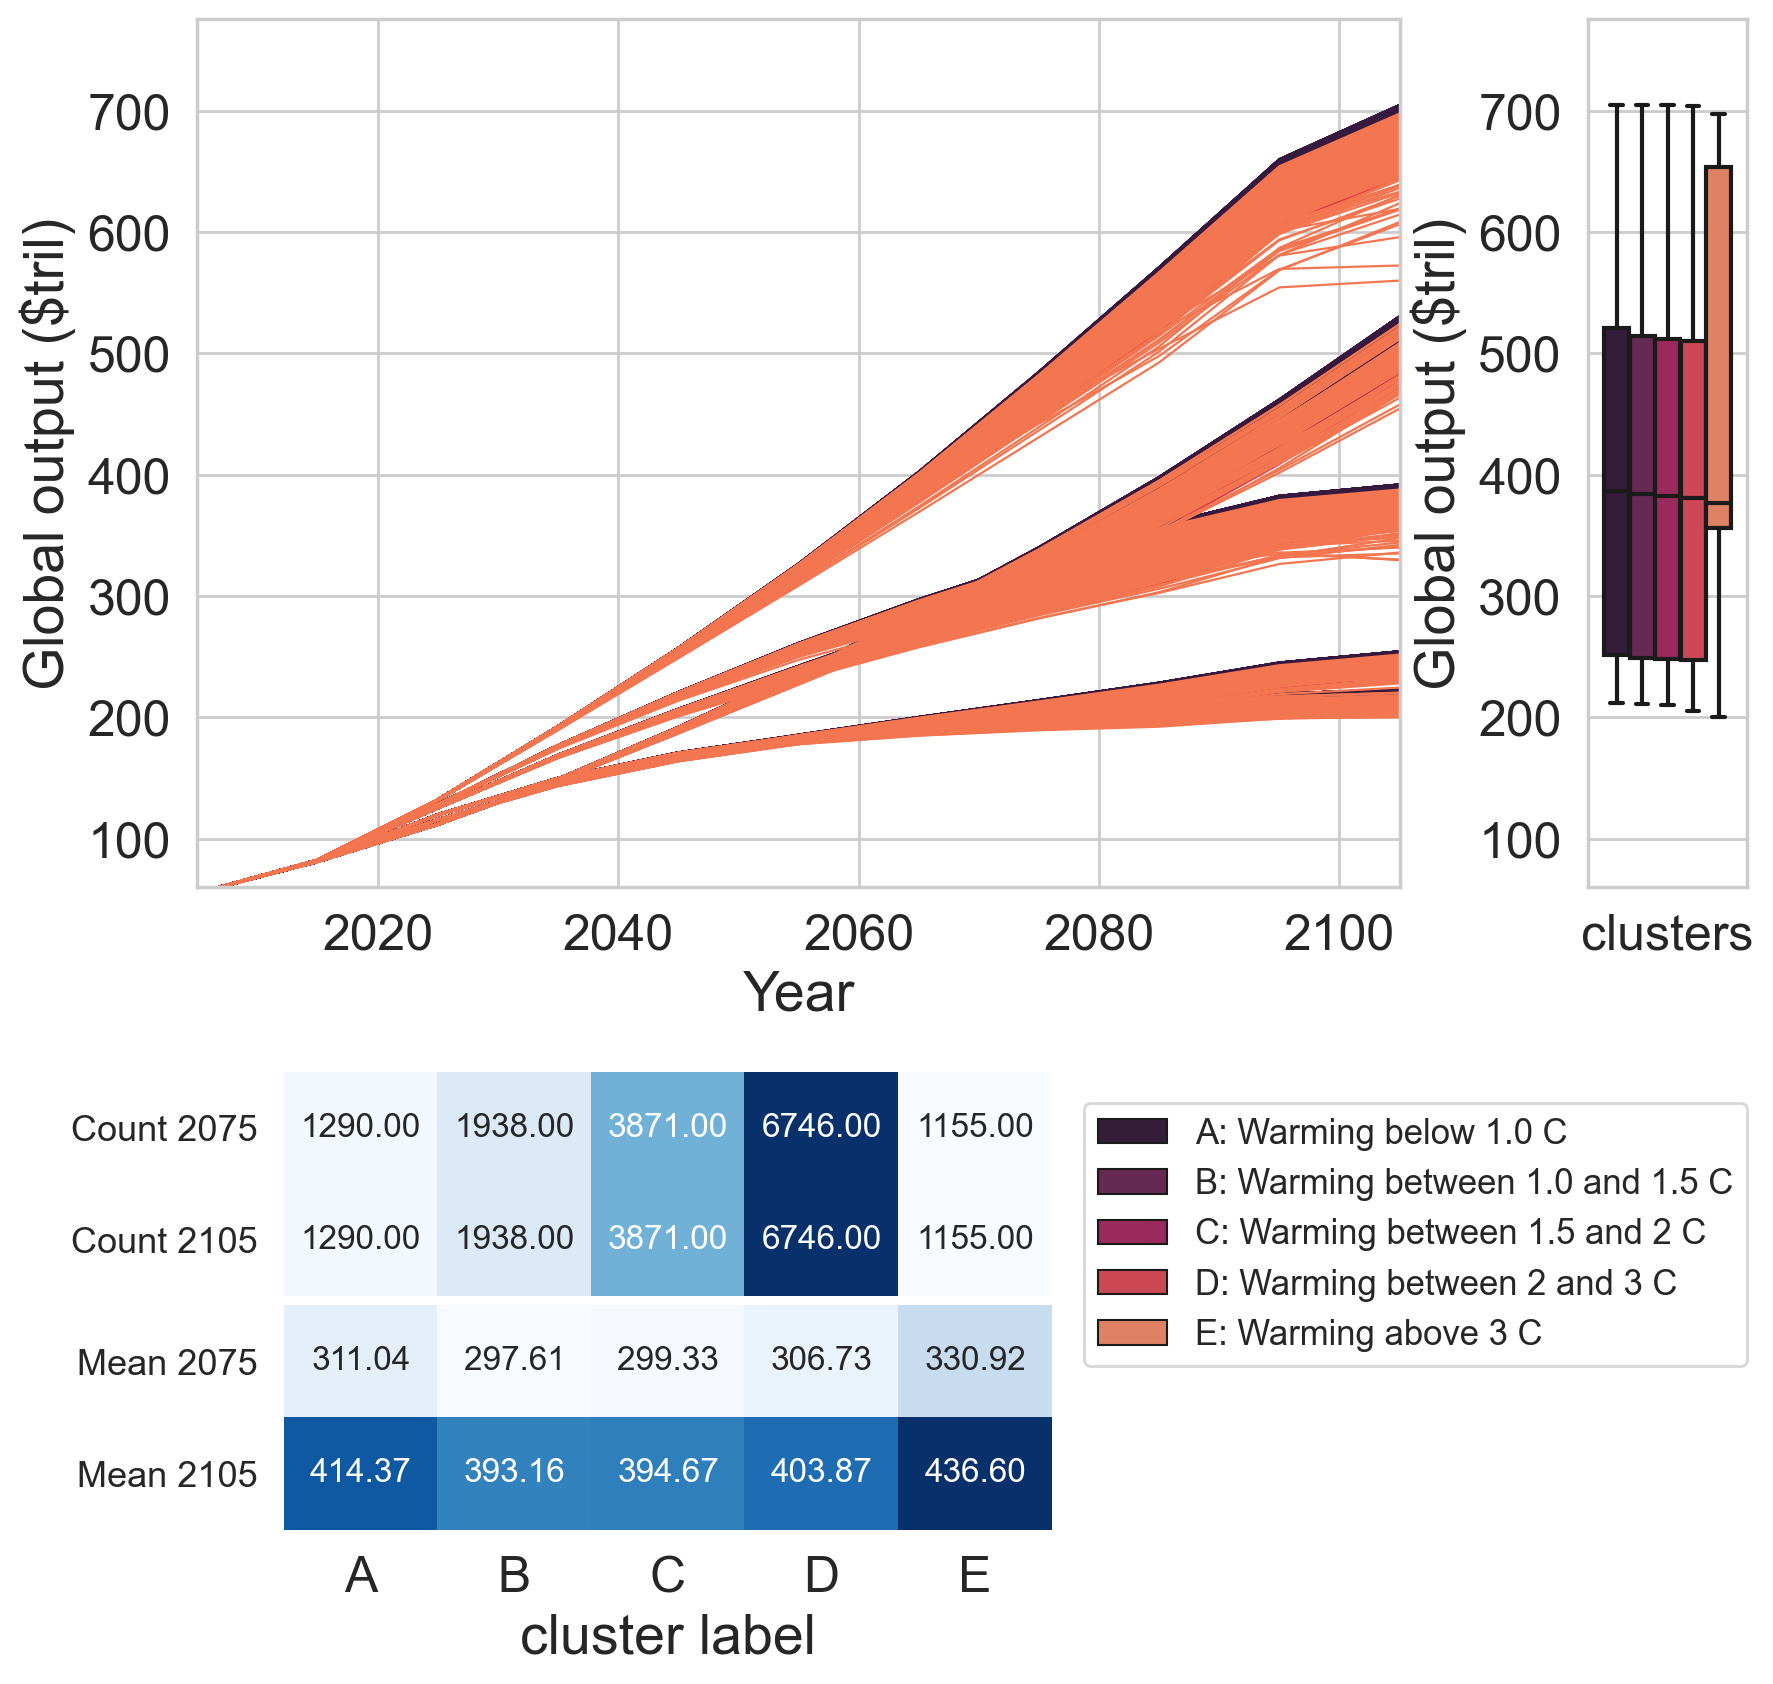 Global output ($tril)
700
600
500
400
300
200
100
2020 2040 2060 2080 2100
Year
Global output ($tril)
700
600
500
400
300
200
100
clusters
Count 2075 1290.00 1938.00 3871.00 6746.00 1155.00
Count 2105 1290.00 1938.00 3871.00 6746.00 1155.00
Mean 2075 311.04 297.61 299.33 306.73 330.92
Mean 2105 414.37 393.16 394.67 403.87 436.60
A B C D E
cluster label
A: Warming below 1.0 C
B: Warming between 1.0 and 1.5 C
C: Warming between 1.5 and 2 C
D: Warming between 2 and 3 C
E: Warming above 3 C